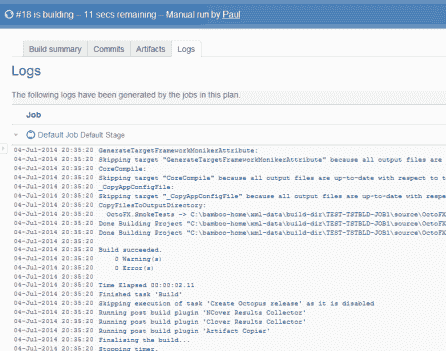 #18 is building – 11 secs remaining – Manual run by Paul
Build summary Commits Artifacts Logs
Logs
The following logs have been generated by the jobs in this plan.
Job
Default Job Default Stage
04-Jul-2014 20:35:20 GenerateTargetFrameworkMonikerAttribute:
04-Jul-2014 20:35:20 Skipping target "GenerateTargetFrameworkMonikerAttribute" because all output files are
04-Jul-2014 20:35:20 CoreCompile:
04-Jul-2014 20:35:20 Skipping target "CoreCompile" because all output files are up-to-date with respect to t
04-Jul-2014 20:35:20 _CopyAppConfigFile:
04-Jul-2014 20:35:20 Skipping target "_CopyAppConfigFile" because all output files are up-to-date with respe
04-Jul-2014 20:35:20 CopyFilesToOutputDirectory:
04-Jul-2014 20:35:20 OctoFX.SmokeTests -> C:\bamboo-home\xml-data\build-dir\TEST-TSTBLD-JOB1\source\OctoFX
04-Jul-2014 20:35:20 Done Building Project "C:\bamboo-home\xml-data\build-dir\TEST-TSTBLD-JOB1\source\OctoFX
04-Jul-2014 20:35:20 Done Building Project "C:\bamboo-home\xml-data\build-dir\TEST-TSTBLD-JOB1\source\OctoFX
04-Jul-2014 20:35:20
04-Jul-2014 20:35:20 Build succeeded.
04-Jul-2014 20:35:20 0 Warning(s)
04-Jul-2014 20:35:20 0 Error(s)
04-Jul-2014 20:35:20
04-Jul-2014 20:35:20 Time Elapsed 00:00:02.11
04-Jul-2014 20:35:20 Finished task 'Build'
04-Jul-2014 20:35:20 Skipping execution of task 'Create Octopus release' as it is disabled
04-Jul-2014 20:35:20 Running post build plugin 'NCover Results Collector'
04-Jul-2014 20:35:20 Running post build plugin 'Clover Results Collector'
04-Jul-2014 20:35:20 Running post build plugin 'Artifact Copier'
04-Jul-2014 20:35:20 Finalising the build...
04-Jul-2014 20:35:20 Stopping timer.